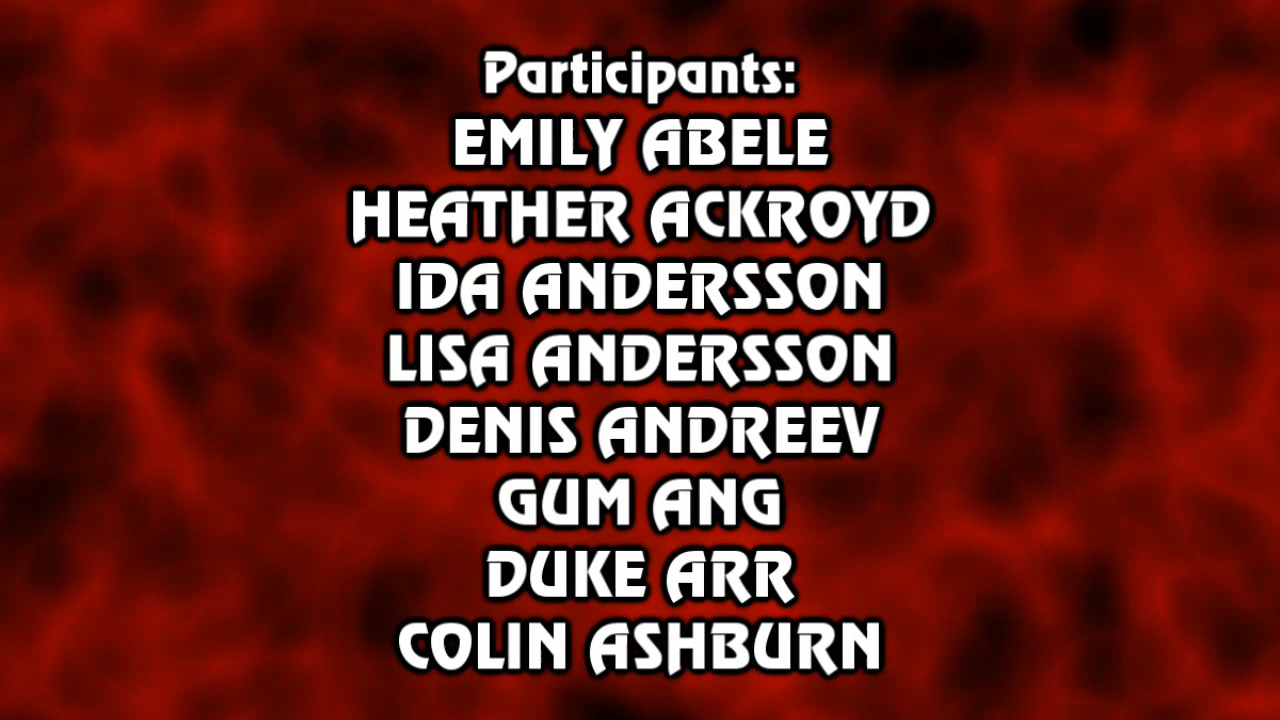 Participants:
EMILY ABELE
HEATHER ACKROYD
IDA ANDERSSON
LISA ANDERSSON
DENIS ANDREEV
GUM ANG
DUKE ARR
COLIN ASHBURN